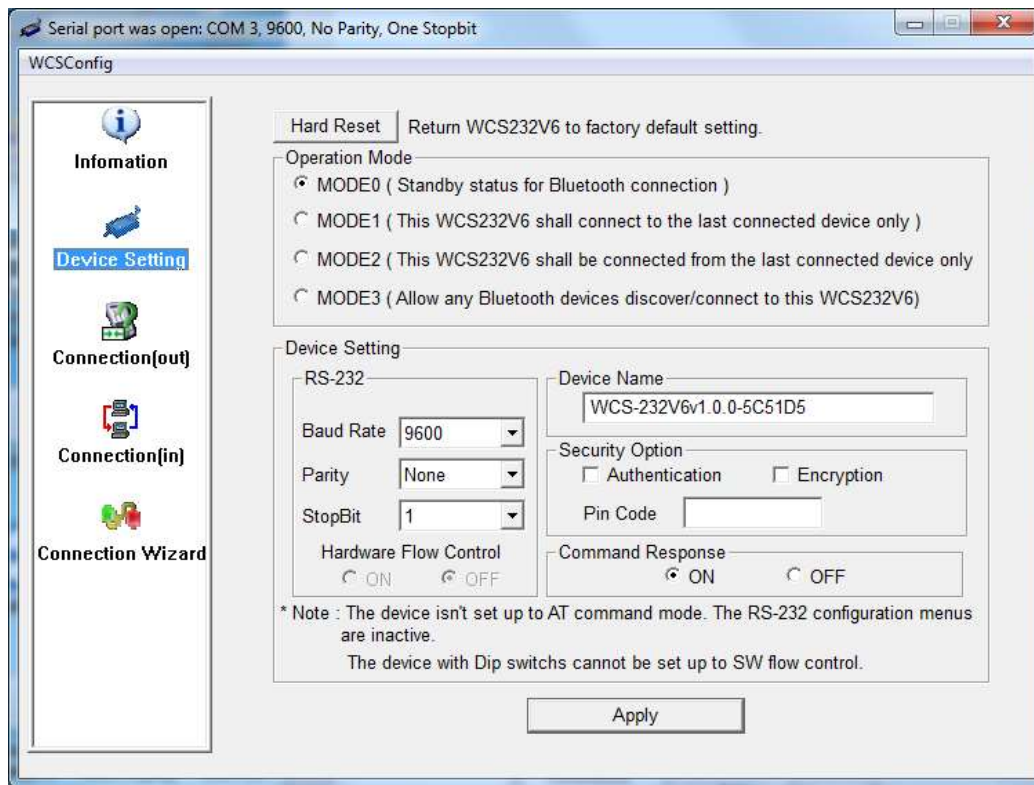 Serial port was open: COM 3, 9600, No Parity, One Stopbit
WCSConfig
Infomation
Device Setting
Connection(out)
Connection(in)
Connection Wizard
Hard Reset Return WCS232V6 to factory default setting.
Operation Mode
MODE0 ( Standby status for Bluetooth connection )
MODE1 ( This WCS232V6 shall connect to the last connected device only )
MODE2 ( This WCS232V6 shall be connected from the last connected device only
MODE3 ( Allow any Bluetooth devices discover/connect to this WCS232V6)
Device Setting
RS-232
Baud Rate 9600
Parity None
StopBit 1
Hardware Flow Control
ON OFF
Device Name
WCS-232V6v1.0.0-5C51D5
Security Option
Authentication Encryption
Pin Code
Command Response
ON OFF
* Note : The device isn't set up to AT command mode. The RS-232 configuration menus
are inactive.
The device with Dip switchs cannot be set up to SW flow control.
Apply